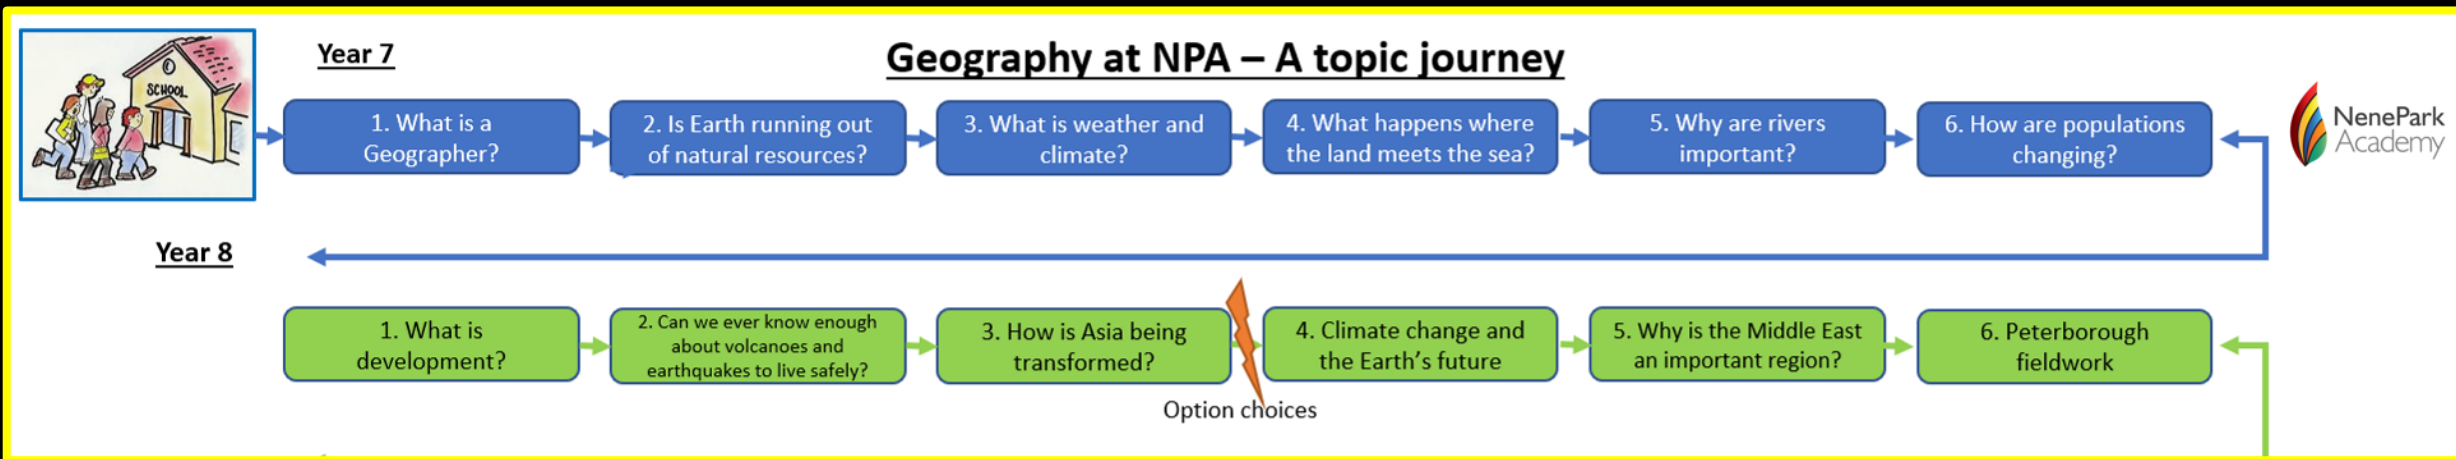 Year 7
Geography at NPA – A topic journey
SCHOOL
1. What is a
Geographer?
2. Is Earth running out
of natural resources?
3. What is weather and
climate?
4. What happens where
the land meets the sea?
5. Why are rivers
important?
6. How are populations
changing?
NenePark
Academy
Year 8
1. What is
development?
2. Can we ever know enough
about volcanoes and
earthquakes to live safely?
3. How is Asia being
transformed?
4. Climate change and
the Earth’s future
5. Why is the Middle East
an important region?
6. Peterborough
fieldwork
Option choices